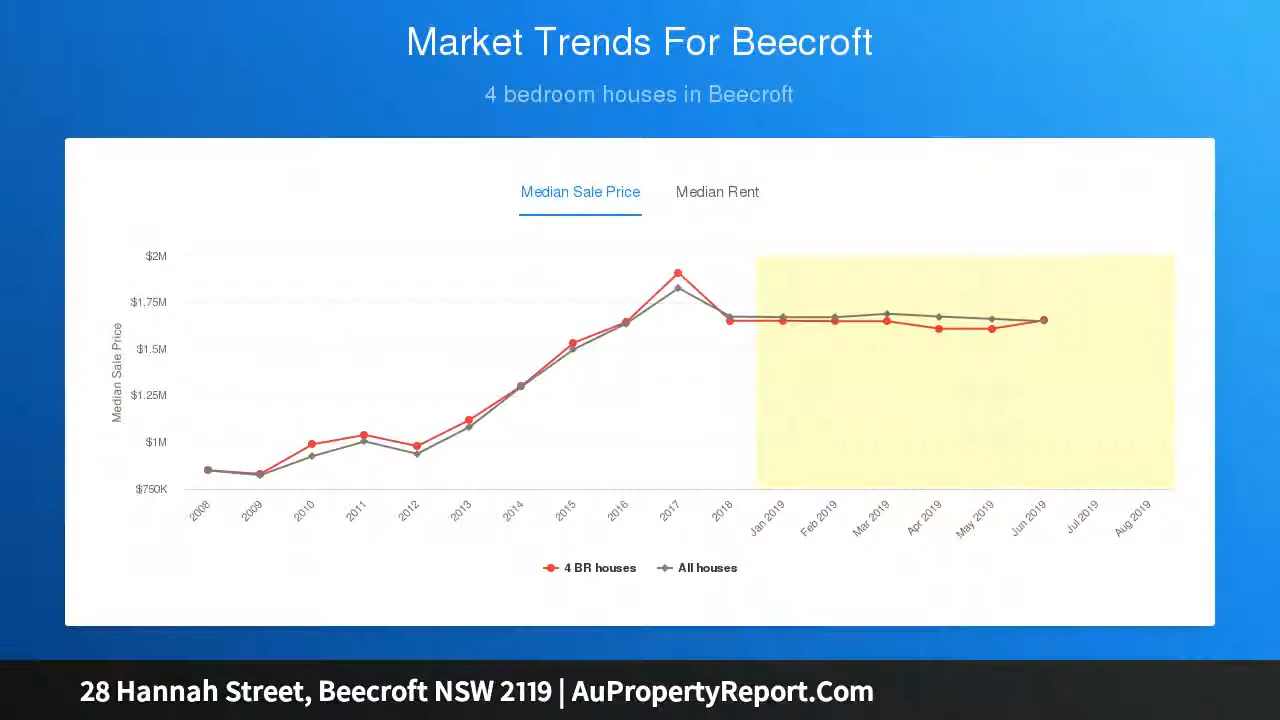 Market Trends For Beecroft
4 bedroom houses in Beecroft
Median Sale Price Median Rent
Median Sale Price
$2M
$1.75M
$1.5M
$1.25M
$1M
$750K
2008 2009 2010 2011 2012 2013 2014 2015 2016 2017 2018 Jan 2019 Feb 2019 Mar 2019 Apr 2019 May 2019 Jun 2019 Jul 2019 Aug 2019
4 BR houses All houses
28 Hannah Street, Beecroft NSW 2119 | AuPropertyReport.Com